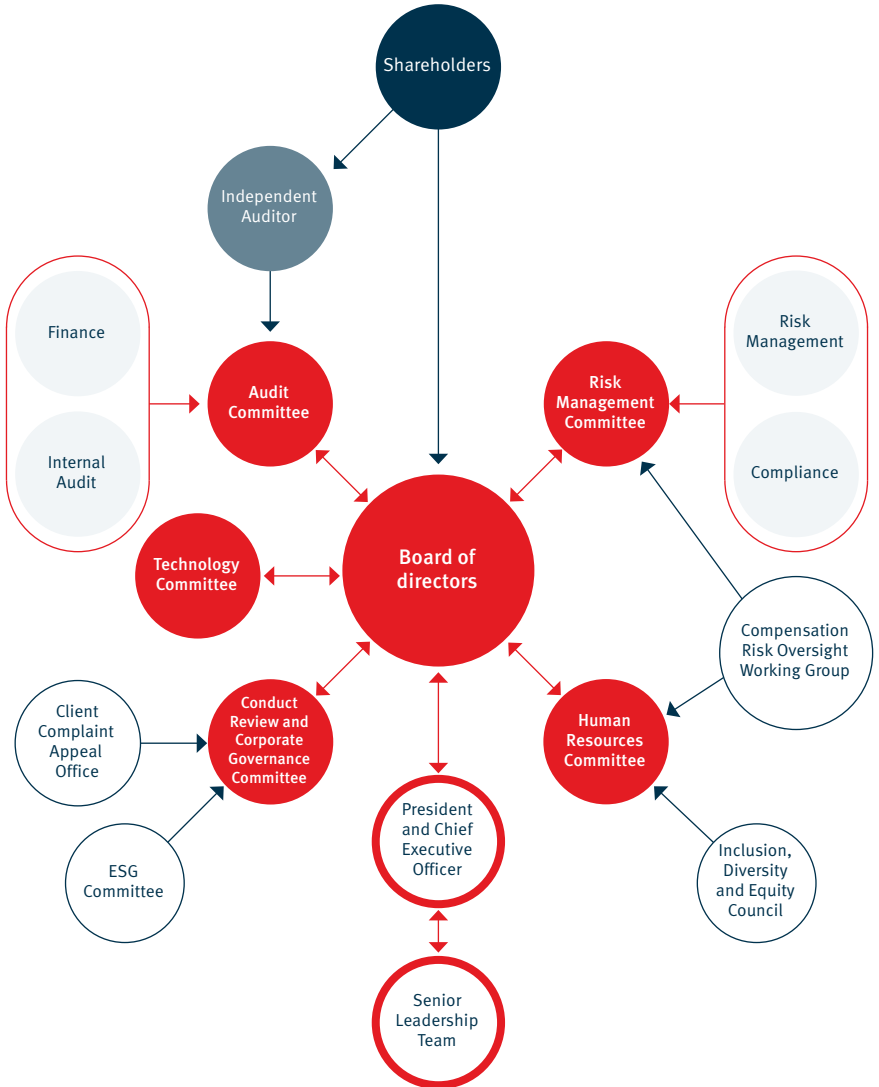 Shareholders
Independent
Auditor
Finance
Internal
Audit
Audit
Committee
Risk
Management
Committee
Risk
Management
Compliance
Technology
Committee
Board of
directors
Compensation
Risk Oversight
Working Group
Client
Complaint
Appeal
Office
Conduct
Review and
Corporate
Governance
Committee
Human
Resources
Committee
ESG
Committee
President
and Chief
Executive
Officer
Inclusion,
Diversity
and Equity
Council
Senior
Leadership
Team